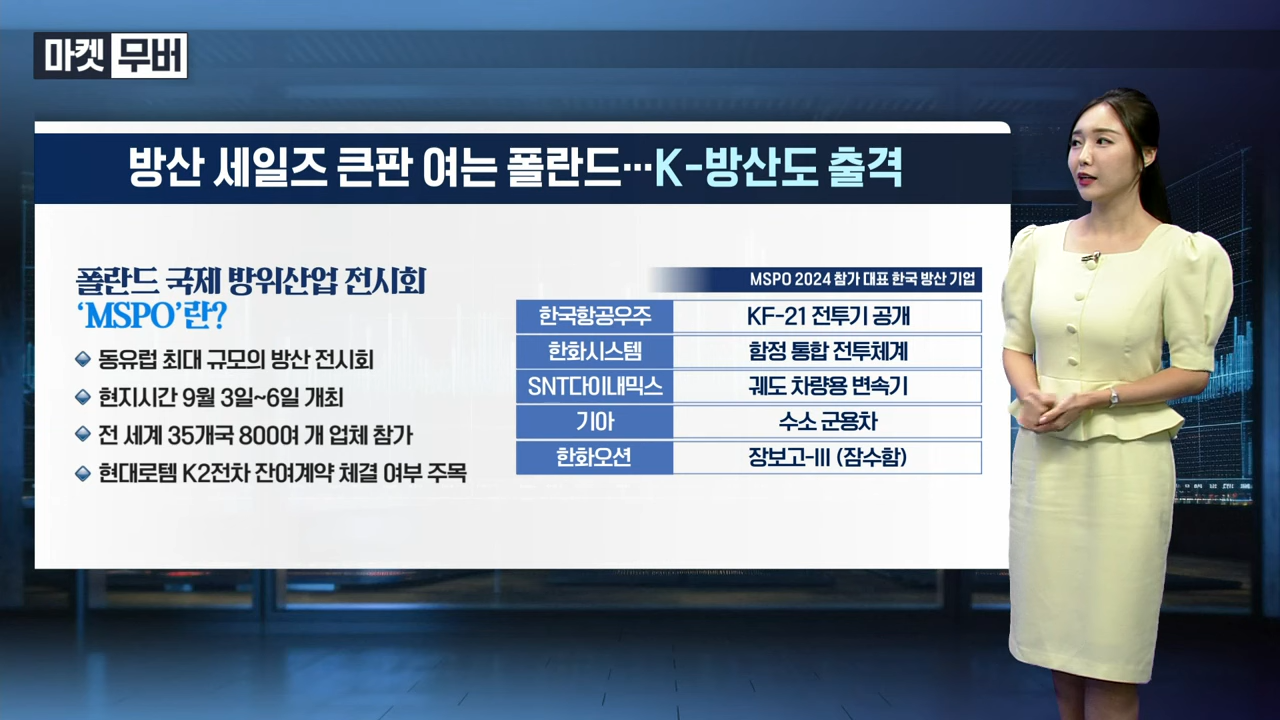 마켓 무버
방산 세일즈 큰판 여는 폴란드…K-방산도 출격
폴란드 국제 방위산업 전시회
‘MSPO’란?
동유럽 최대 규모의 방산 전시회
현지시간 9월 3일~6일 개최
전 세계 35개국 800여 개 업체 참가
현대로템 K2전차 잔여계약 체결 여부 주목
MSPO 2024 참가 대표 한국 방산 기업
한국항공우주 KF-21 전투기 공개
한화시스템 함정 통합 전투체계
SNT다이내믹스 궤도 차량용 변속기
기아 수소 군용차
한화오션 장보고-III (잠수함)